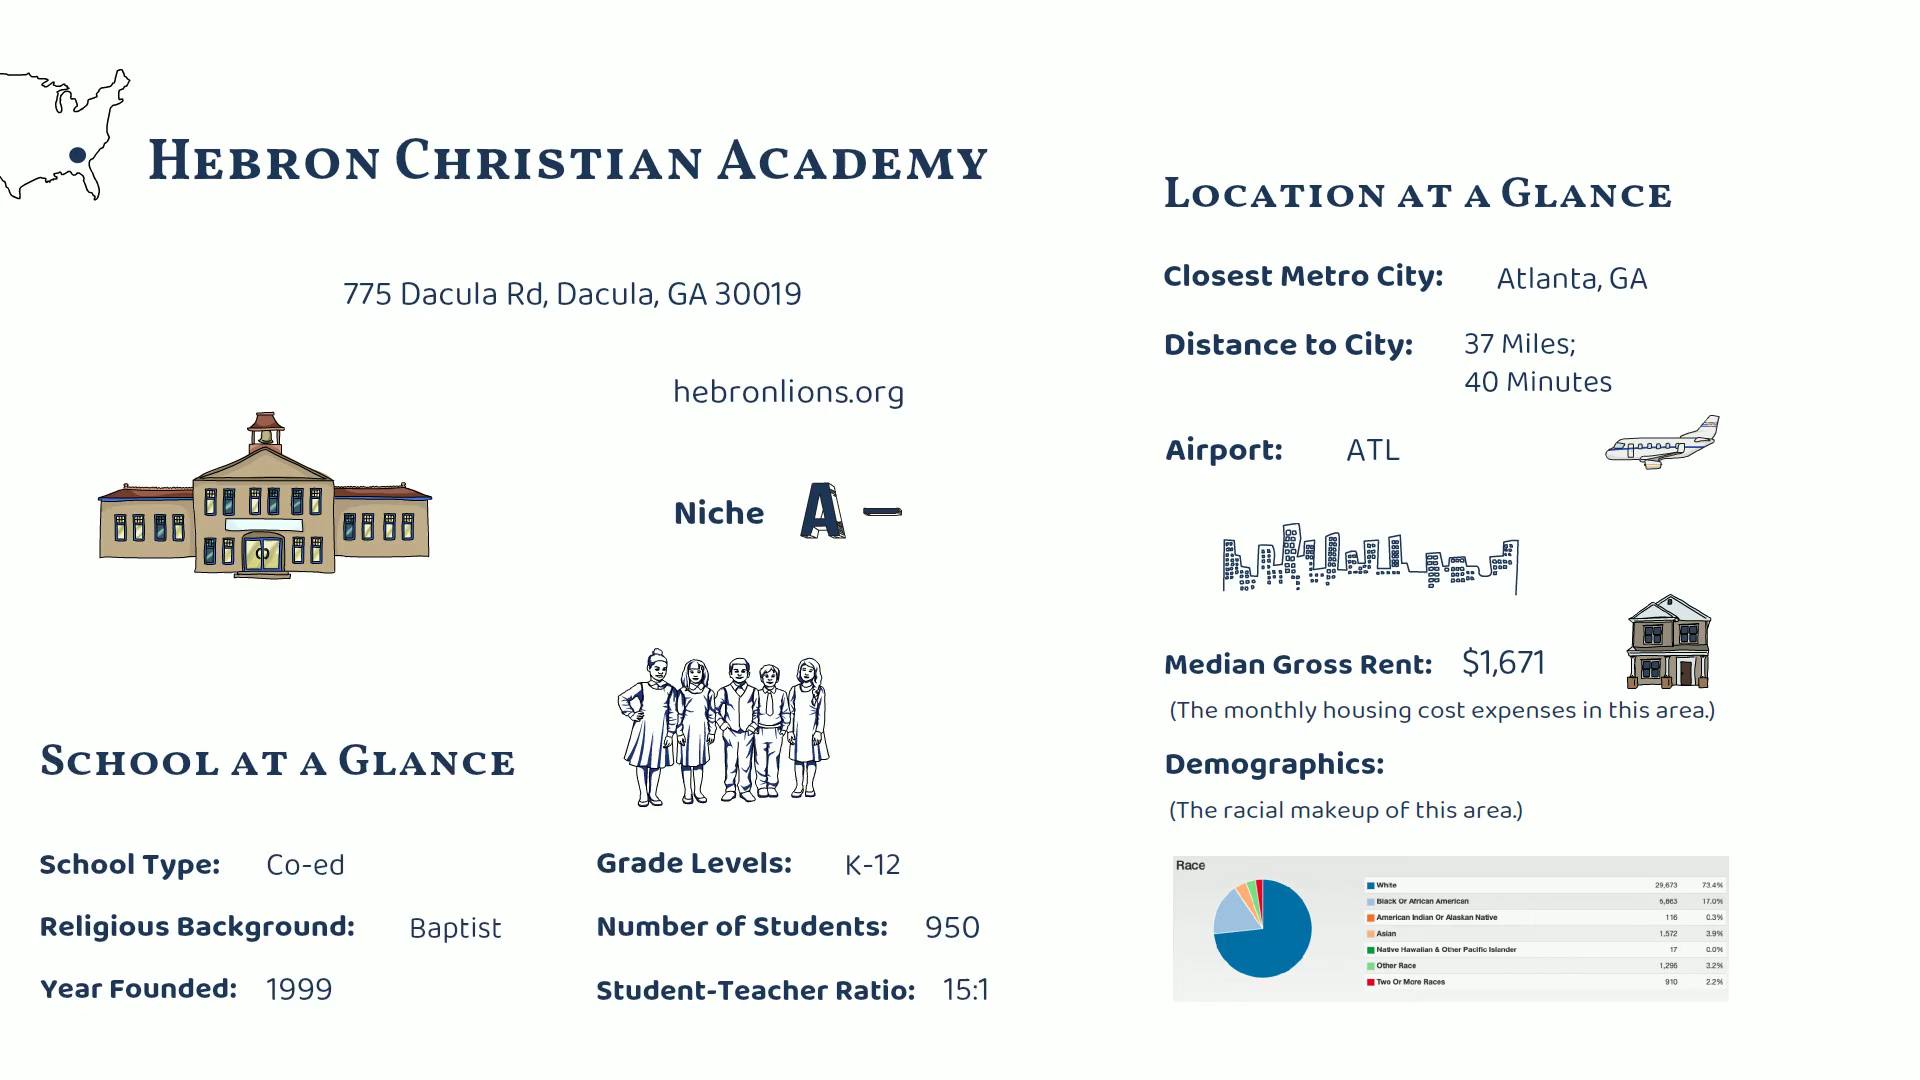 Hebron Christian Academy
775 Dacula Rd, Dacula, GA 30019
hebronlions.org
Niche A –
School at a Glance
School Type: Co-ed
Religious Background: Baptist
Year Founded: 1999
Grade Levels: K-12
Number of Students: 950
Student-Teacher Ratio: 15:1
Location at a Glance
Closest Metro City: Atlanta, GA
Distance to City: 37 Miles;
40 Minutes
Airport: ATL
Median Gross Rent: $1,671
(The monthly housing cost expenses in this area.)
Demographics:
(The racial makeup of this area.)
Race
White 29,673 73.4%
Black Or African American 6,863 17.0%
American Indian Or Alaskan Native 116 0.3%
Asian 1,572 3.9%
Native Hawaiian & Other Pacific Islander 17 0.0%
Other Race 1,296 3.2%
Two Or More Races 910 2.2%